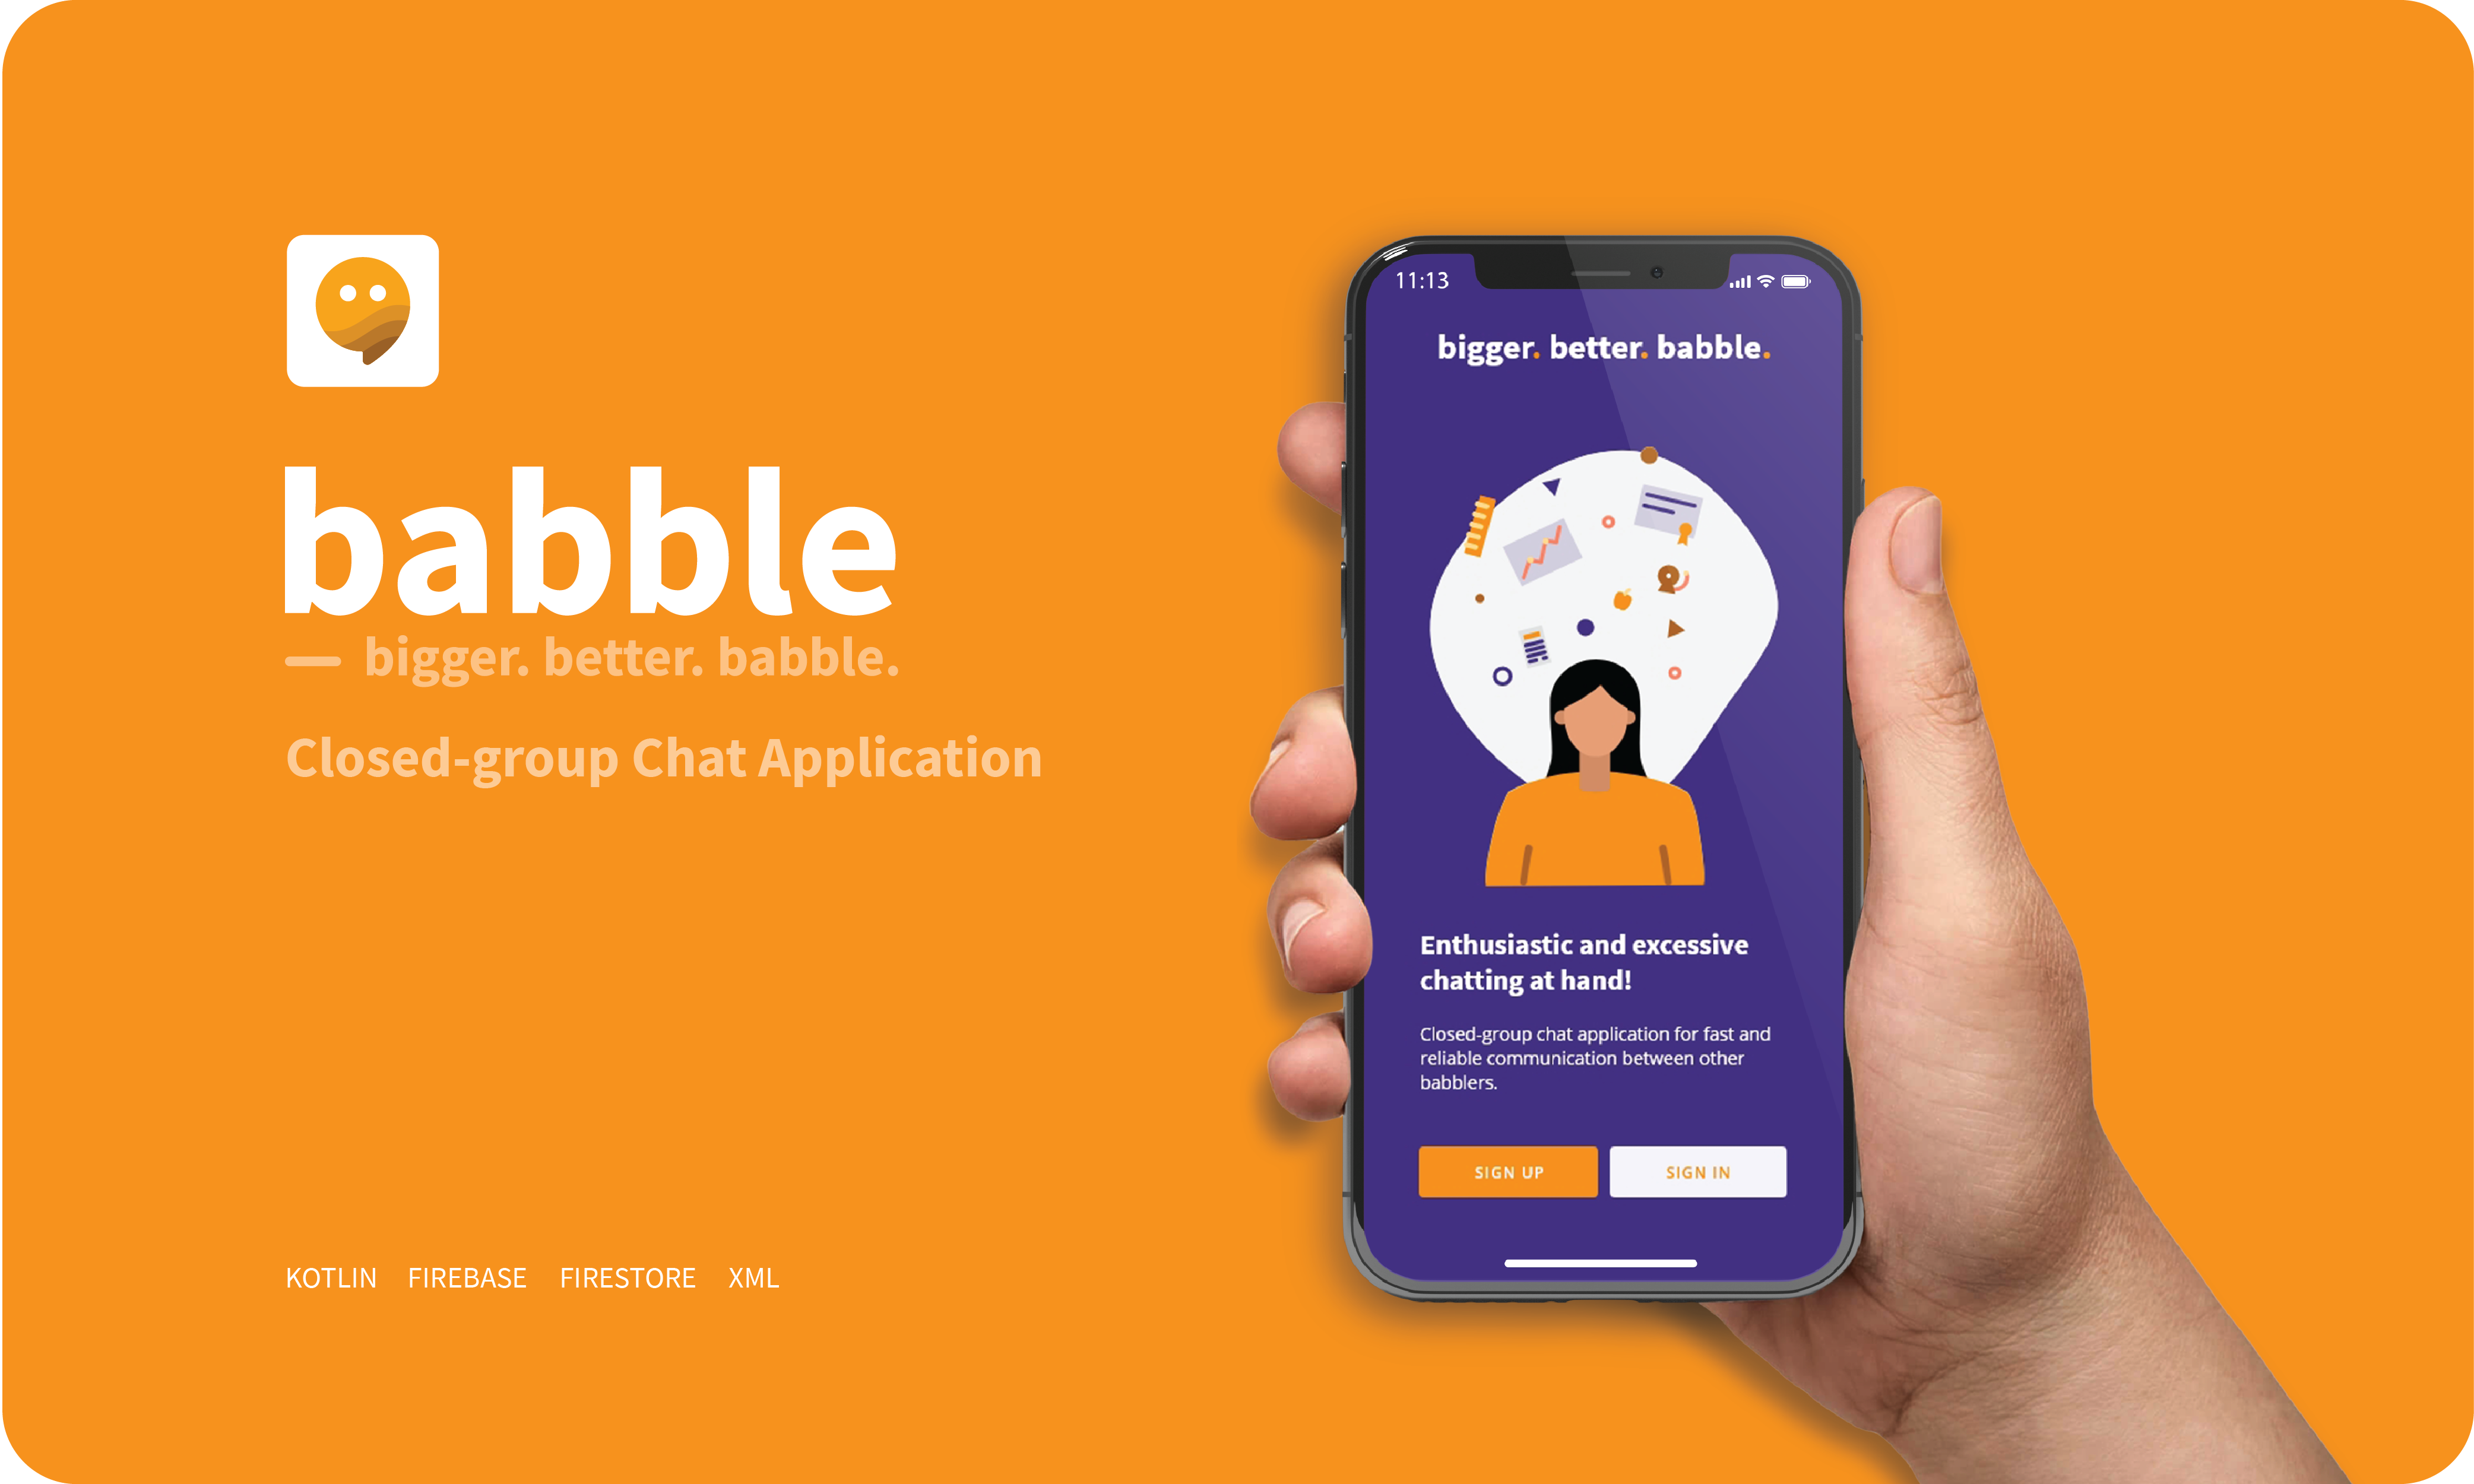 babble
— bigger. better. babble.
Closed-group Chat Application
KOTLIN FIREBASE FIRESTORE XML
11:13
bigger. better. babble.
Enthusiastic and excessive
chatting at hand!
Closed-group chat application for fast and
reliable communication between other
babblers.
SIGN UP SIGN IN